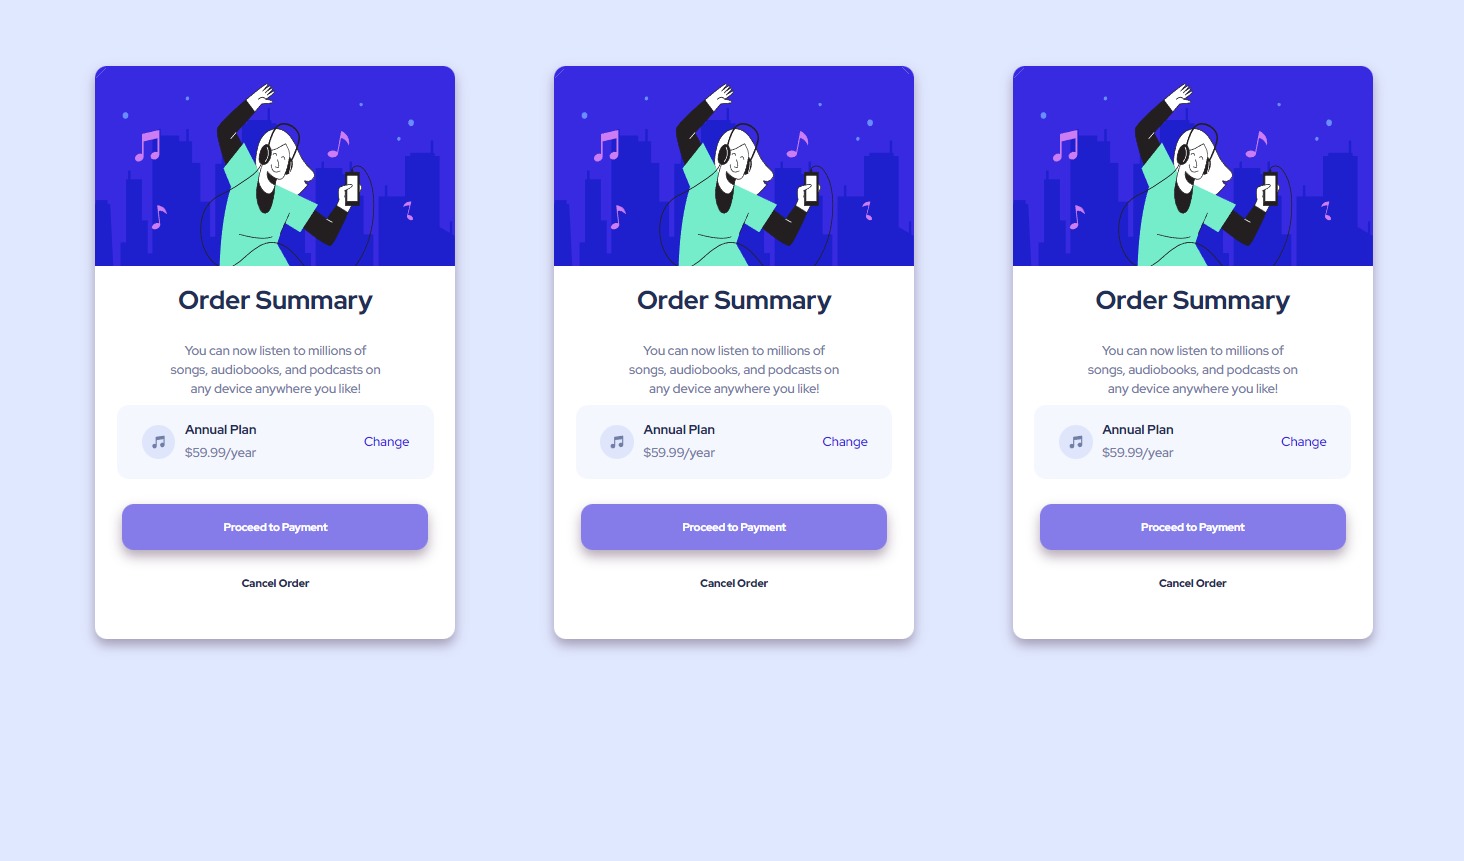 Order Summary
You can now listen to millions of
songs, audiobooks, and podcasts on
any device anywhere you like!
Annual Plan
$59.99/year
Change
Proceed to Payment
Cancel Order
Order Summary
You can now listen to millions of
songs, audiobooks, and podcasts on
any device anywhere you like!
Annual Plan
$59.99/year
Change
Proceed to Payment
Cancel Order
Order Summary
You can now listen to millions of
songs, audiobooks, and podcasts on
any device anywhere you like!
Annual Plan
$59.99/year
Change
Proceed to Payment
Cancel Order